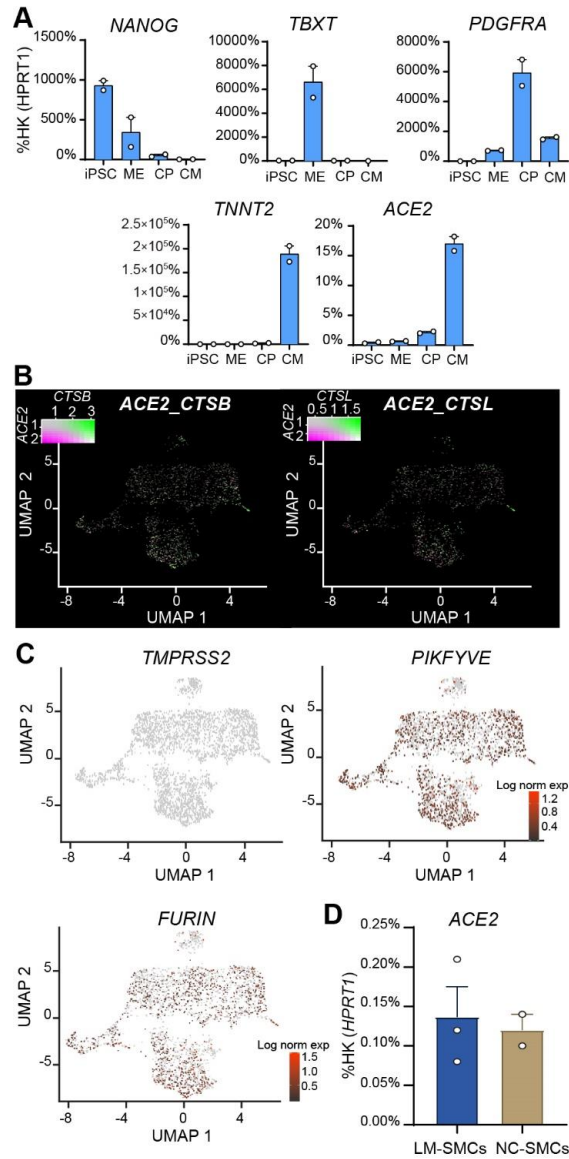 A
NANOG
TBXT
PDGFRA
%HK (HPRT1)
1500%
1000%
500%
0%
iPSC ME CP CM
10000%
8000%
6000%
4000%
2000%
0%
iPSC ME CP CM
8000%
6000%
4000%
2000%
0%
iPSC ME CP CM
TNNT2
ACE2
2.5×10⁵%
2×10⁵%
1.5×10⁵%
1×10⁵%
5×10⁴%
0%
iPSC ME CP CM
20%
15%
10%
5%
0%
iPSC ME CP CM
B
CTSB
1 2 3
ACE2
1
2
ACE2_CTSB
UMAP 2
5
0
-5
-8 -4 0 4
UMAP 1
CTSL
0.5 1 1.5
ACE2
1
2
ACE2_CTSL
UMAP 2
5
0
-5
-8 -4 0 4
UMAP 1
C
TMPRSS2
UMAP 2
5
0
-5
-8 -4 0 4
UMAP 1
PIKFYVE
UMAP 2
5
0
-5
-8 -4 0 4
UMAP 1
Log norm exp
1.2
0.8
0.4
FURIN
UMAP 2
5
0
-5
-8 -4 0 4
UMAP 1
Log norm exp
1.5
1.0
0.5
D
ACE2
%HK (HPRT1)
0.25%
0.20%
0.15%
0.10%
0.05%
0.00%
LM-SMCs NC-SMCs